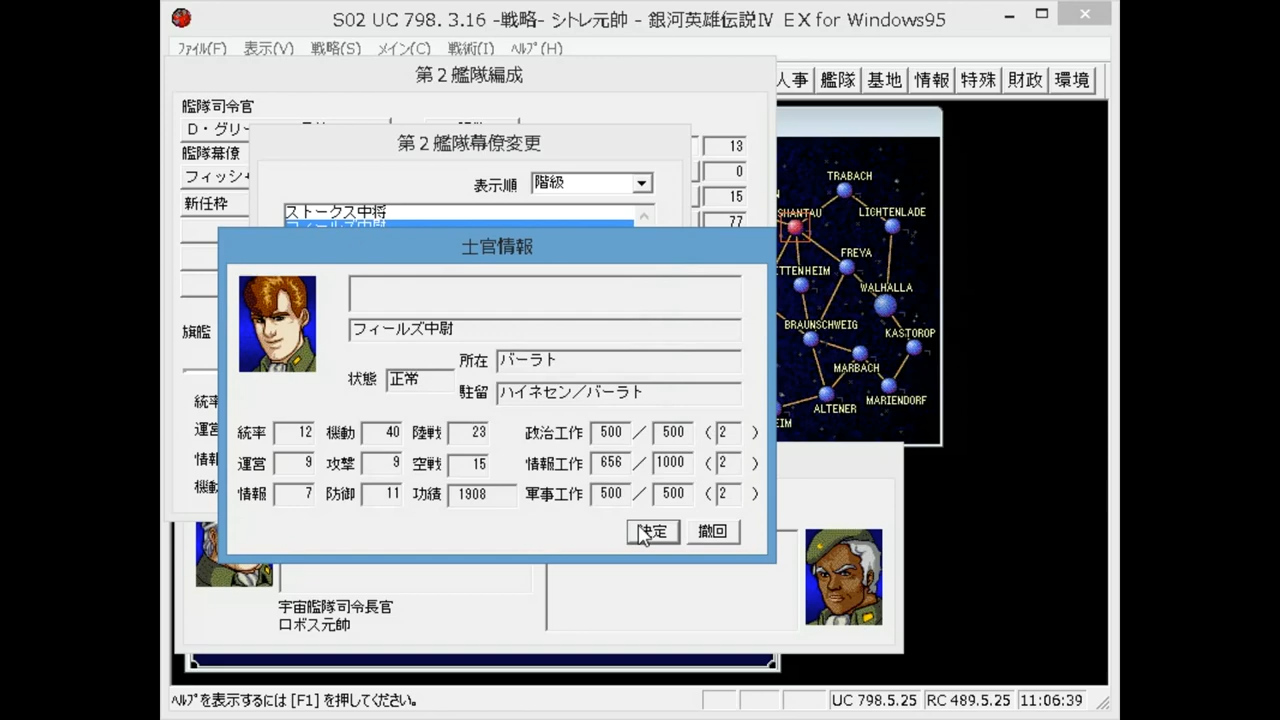 S02 UC 798. 3.16 -戦略- シトレ元帥 - 銀河英雄伝説Ⅳ EX for Windows95
ﾌｧｲﾙ(F) 表示(V) 戦略(S) メイン(C) 戦術(I) ﾍﾙﾌﾟ(H)
第２艦隊編成
人事 艦隊 基地 情報 特殊 財政 環境
艦隊司令官
D・グリー
艦隊幕僚
フィッシャ
新任枠
旗艦
統率
運営
情報
機動
13
0
15
77
第２艦隊幕僚変更
表示順 階級
ストークス中将
フィールズ中尉
士官情報
フィールズ中尉
所在 バーラト
状態 正常
駐留 ハイネセン／バーラト
統率 12 機動 40 陸戦 23 政治工作 500 ／ 500 （ 2 ）
運営 9 攻撃 9 空戦 15 情報工作 656 ／ 1000 （ 2 ）
情報 7 防御 11 功績 1908 軍事工作 500 ／ 500 （ 2 ）
決定 撤回
TRABACH
SHANTAU
LICHTENLADE
FREYA
TTENHEIM
WALHALLA
BRAUNSCHWEIG
KASTOROP
MARBACH
MARIENDORF
ALTENER
EIM
宇宙艦隊司令長官
ロボス元帥
ﾍﾙﾌﾟを表示するには [F1] を押してください。
UC 798.5.25 RC 489.5.25 11:06:39